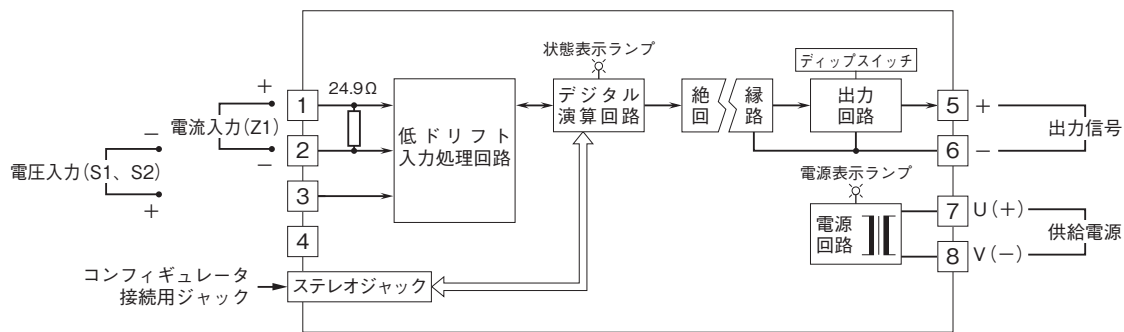 状態表示ランプ
ディップスイッチ
24.9Ω
+
電流入力(Z1)
−
−
電圧入力(S1、S2)
+
1
2
3
4
低ドリフト
入力処理回路
デジタル
演算回路
絶縁
回路
出力
回路
5
+
6
−
出力信号
電源表示ランプ
電源
回路
7
U(+)
8
V(−)
供給電源
コンフィギュレータ
接続用ジャック
ステレオジャック